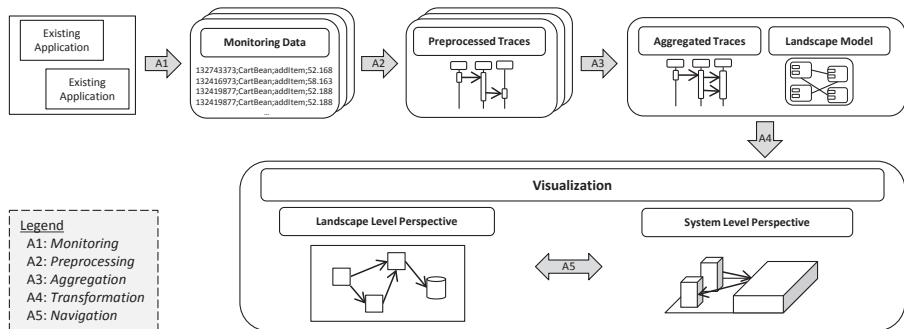 Existing
Application
Existing
Application
A1
Monitoring Data
132743373;CartBean;addItem;52.168
132416973;CartBean;addItem;58.163
132419877;CartBean;addItem;52.188
132419877;CartBean;addItem;52.188
...
A2
Preprocessed Traces
A3
Aggregated Traces
Landscape Model
A4
Visualization
Landscape Level Perspective
A5
System Level Perspective
Legend
A1: Monitoring
A2: Preprocessing
A3: Aggregation
A4: Transformation
A5: Navigation